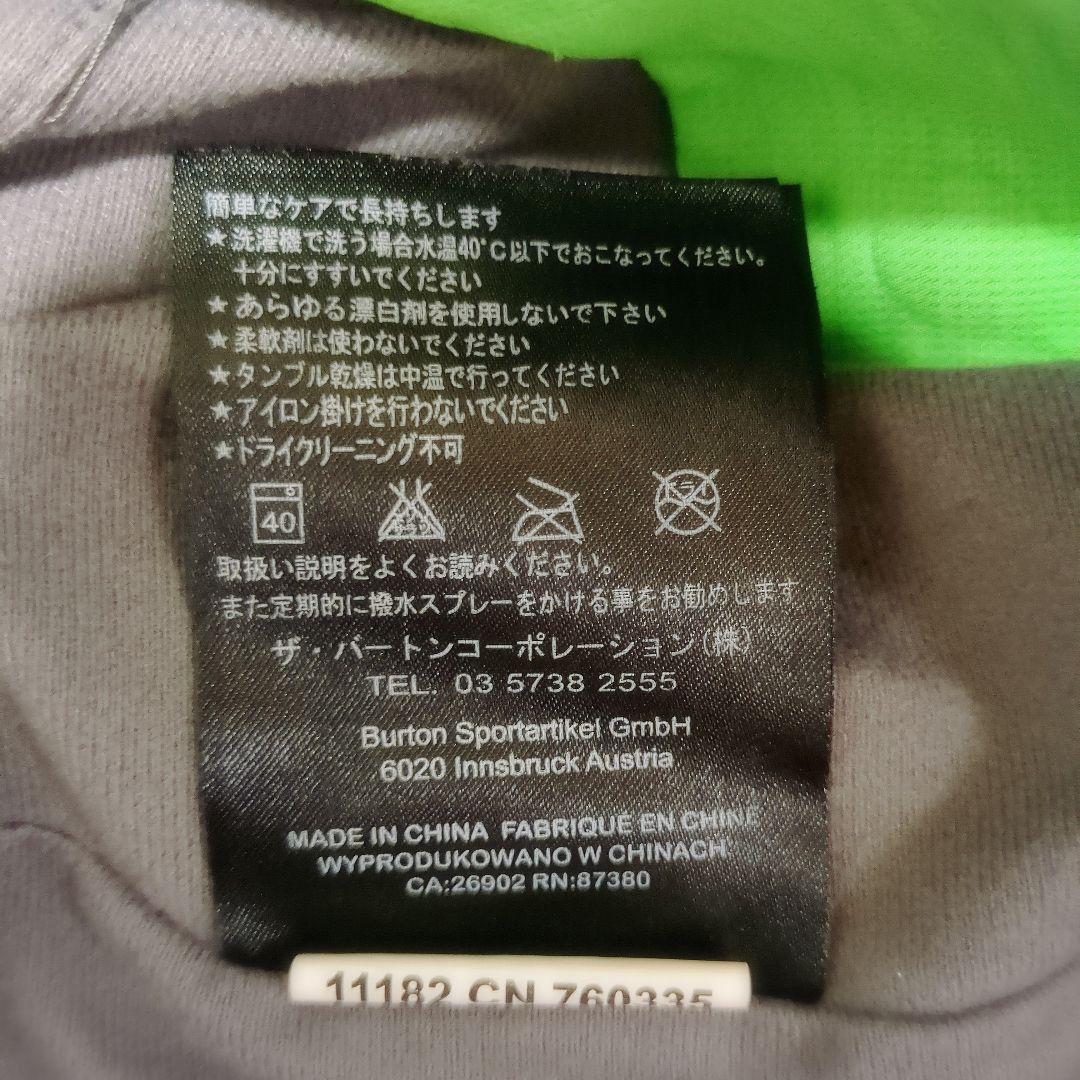 簡単なケアで長持ちします
★洗濯機で洗う場合水温40°C以下でおこなってください。
十分にすすいでください
★あらゆる漂白剤を使用しないで下さい
★柔軟剤は使わないでください
★タンブル乾燥は中温で行ってください
★アイロン掛けを行わないでください
★ドライクリーニング不可
40 エンソサラシ ドライ
取扱い説明をよくお読みください。
また定期的に撥水スプレーをかける事をお勧めします
ザ・バートンコーポレーション(株)
TEL. 03 5738 2555
Burton Sportartikel GmbH
6020 Innsbruck Austria
MADE IN CHINA FABRIQUE EN CHINE
WYPRODUKOWANO W CHINACH
CA:26902 RN:87380
11182 CN 760335